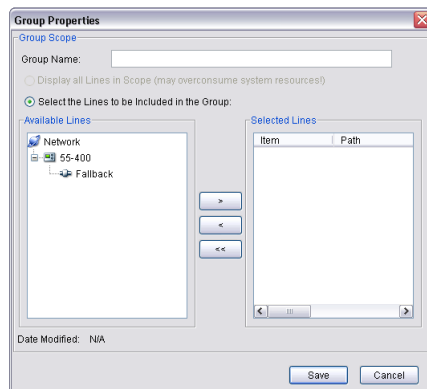 Group Properties
Group Scope
Group Name:
Display all Lines in Scope (may overconsume system resources!)
Select the Lines to be Included in the Group:
Available Lines
Network
55-400
Fallback
>
<
<<
Selected Lines
Item Path
Date Modified: N/A
Save Cancel